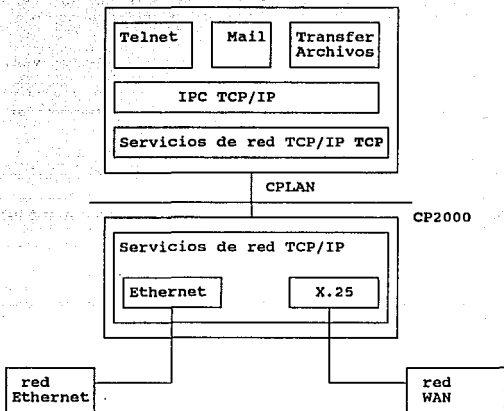 Telnet
Mail
Transfer
Archivos
IPC TCP/IP
Servicios de red TCP/IP TCP
CPLAN
CP2000
Servicios de red TCP/IP
Ethernet
X.25
red
Ethernet
red
WAN